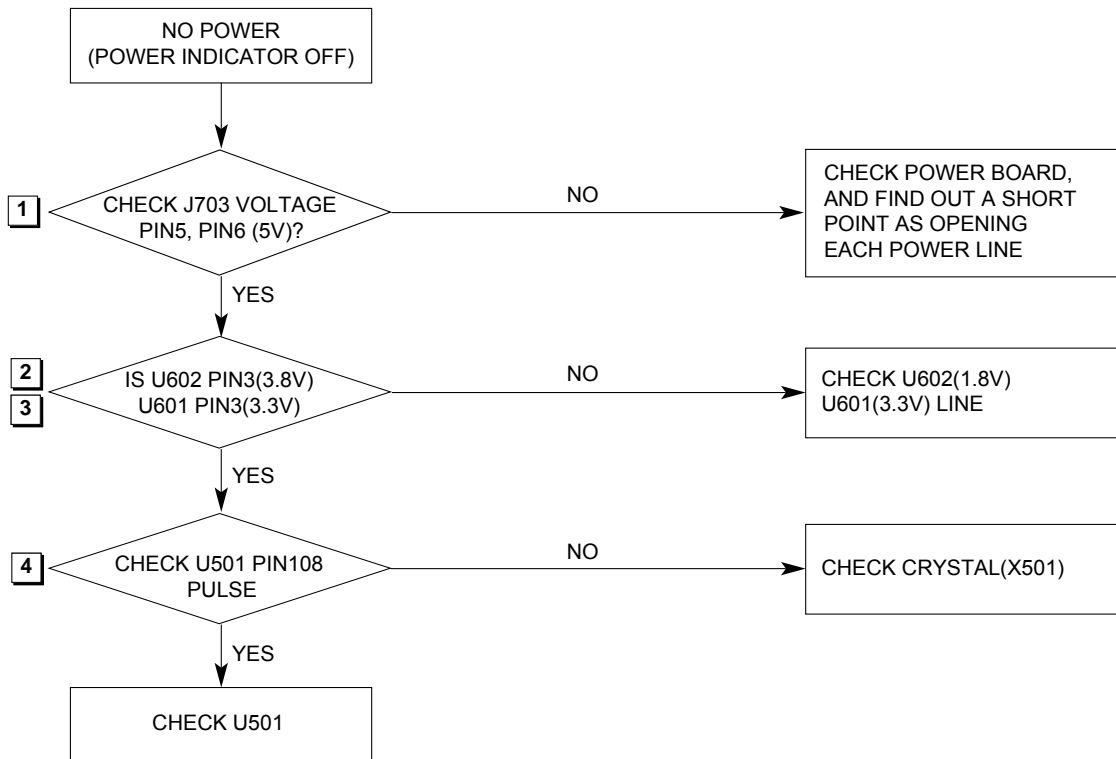 NO POWER
(POWER INDICATOR OFF)
1
CHECK J703 VOLTAGE
PIN5, PIN6 (5V)?
NO
CHECK POWER BOARD,
AND FIND OUT A SHORT
POINT AS OPENING
EACH POWER LINE
YES
2
3
IS U602 PIN3(3.8V)
U601 PIN3(3.3V)
NO
CHECK U602(1.8V)
U601(3.3V) LINE
YES
4
CHECK U501 PIN108
PULSE
NO
CHECK CRYSTAL(X501)
YES
CHECK U501